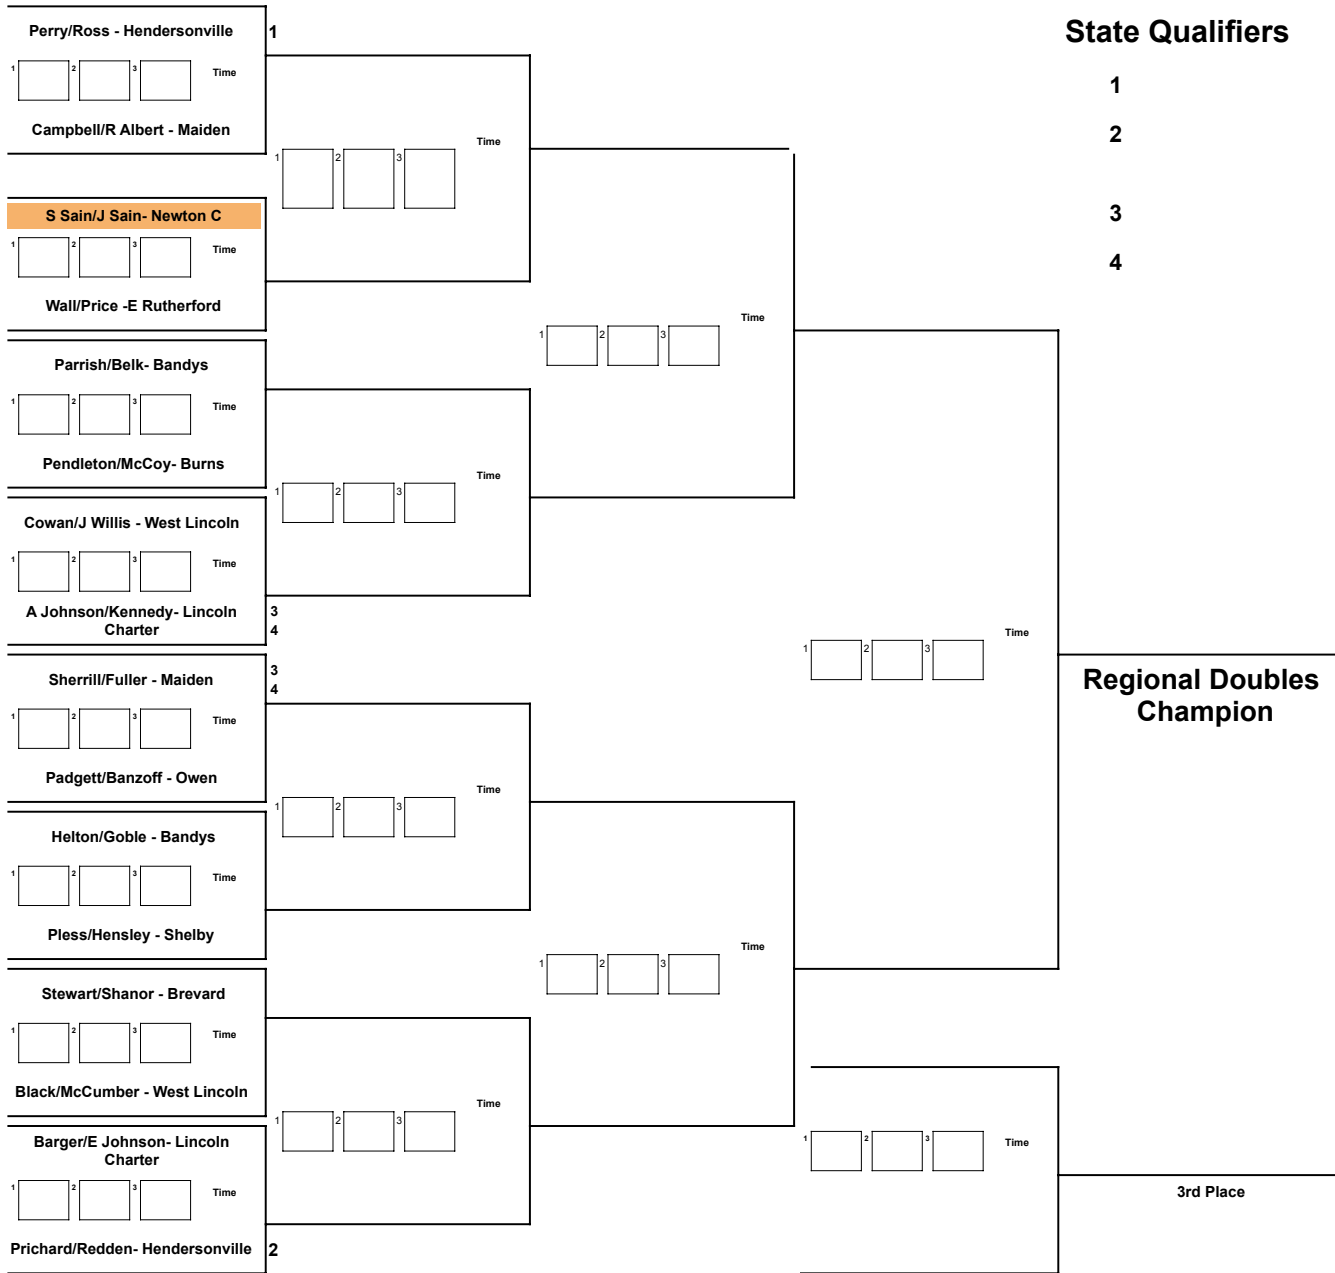 Perry/Ross - Hendersonville
1
1
2
3
Time
Campbell/R Albert - Maiden
1
2
3
Time
S Sain/J Sain- Newton C
1
2
3
Time
Wall/Price -E Rutherford
1
2
3
Time
Parrish/Belk- Bandys
1
2
3
Time
Pendleton/McCoy- Burns
1
2
3
Time
Cowan/J Willis - West Lincoln
1
2
3
Time
A Johnson/Kennedy- Lincoln
Charter
3
4
1
2
3
Time
Sherrill/Fuller - Maiden
3
4
1
2
3
Time
Padgett/Banzoff - Owen
1
2
3
Time
Helton/Goble - Bandys
1
2
3
Time
Pless/Hensley - Shelby
1
2
3
Time
Stewart/Shanor - Brevard
1
2
3
Time
Black/McCumber - West Lincoln
1
2
3
Time
Barger/E Johnson- Lincoln
Charter
1
2
3
Time
Prichard/Redden- Hendersonville
2
1
2
3
Time
State Qualifiers
1
2
3
4
Regional Doubles
Champion
3rd Place